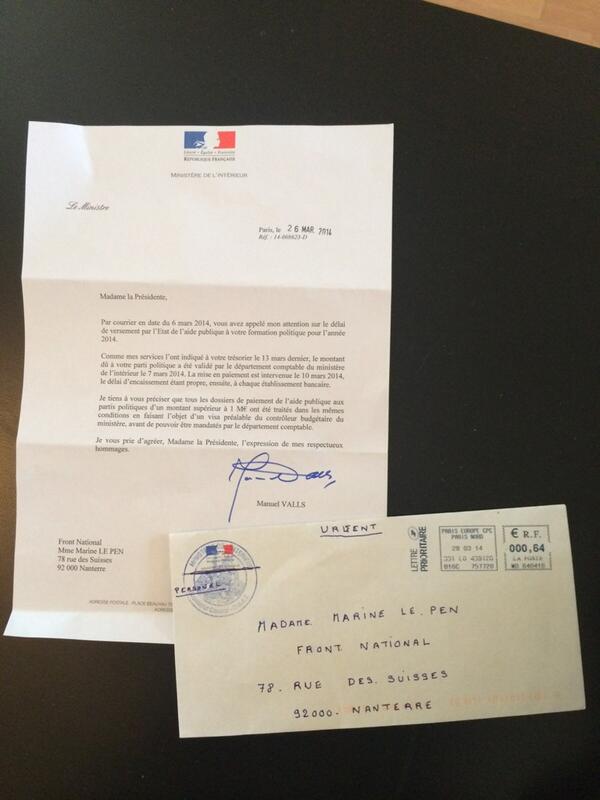 Liberté • Égalité • Fraternité
RÉPUBLIQUE FRANÇAISE
MINISTÈRE DE L'INTÉRIEUR
Le Ministre
Paris, le 26 MAR. 2014
Réf. : 14-008623-D
Madame la Présidente,
Par courrier en date du 6 mars 2014, vous avez appelé mon attention sur le délai
de versement par l'Etat de l'aide publique à votre formation politique pour l'année
2014.
Comme mes services l'ont indiqué à votre trésorier le 13 mars dernier, le montant
dû à votre parti politique a été validé par le département comptable du ministère
de l'intérieur le 7 mars 2014. La mise en paiement est intervenue le 10 mars 2014,
le délai d'encaissement étant propre, ensuite, à chaque établissement bancaire.
Je tiens à vous préciser que tous les dossiers de paiement de l'aide publique aux
partis politiques d'un montant supérieur à 1 M€ ont été traités dans les mêmes
conditions en faisant l'objet d'un visa préalable du contrôleur budgétaire du
ministère, avant de pouvoir être mandatés par le département comptable.
Je vous prie d'agréer, Madame la Présidente, l'expression de mes respectueux
hommages.
Manuel VALLS
Front National
Mme Marine LE PEN
78 rue des Suisses
92 000 Nanterre
ADRESSE POSTALE : PLACE BEAUVAU
URGENT
PERSONEL
LETTRE
PRIORITAIRE
PARIS EUROPE CPC
PARIS NORD
28 03 14
016C 757720
€ R.F.
000,64
LA POSTE
MADAME MARINE LE PEN
FRONT NATIONAL
78. RUE DES SUISSES
92000. NANTERRE